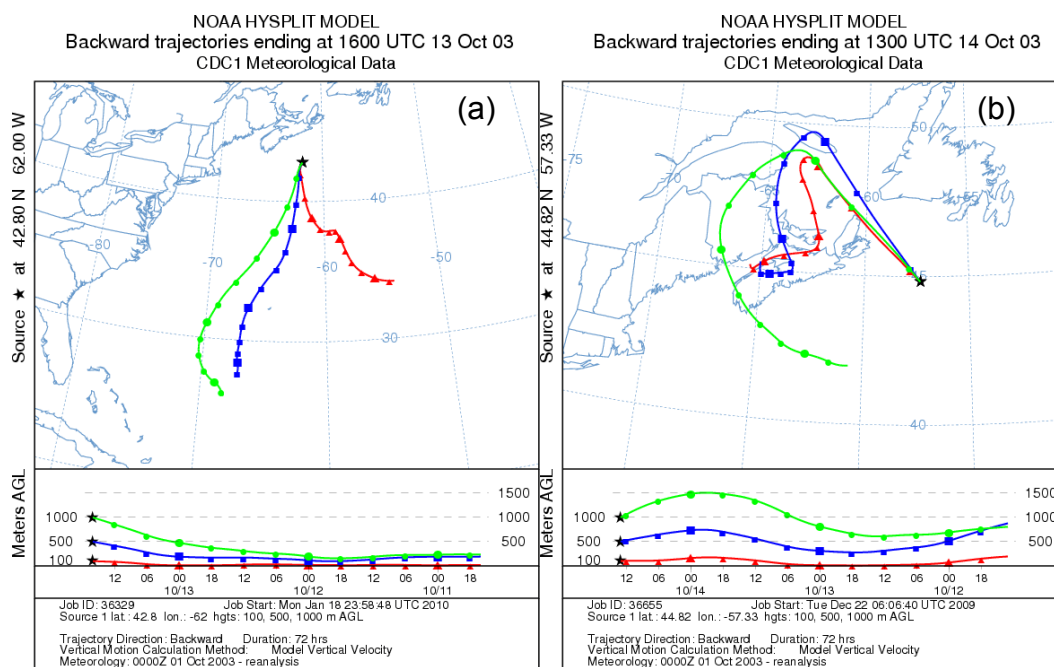 NOAA HYSPLIT MODEL
Backward trajectories ending at 1600 UTC 13 Oct 03
CDC1 Meteorological Data
(a)
Source ★ at 42.80 N 62.00 W
40
-80
-70
-60
-50
30
Meters AGL
1500
1000 1000
500 500
100
12 06 00 18 12 06 00 18 12 06 00 18
10/13 10/12 10/11
Job ID: 36329 Job Start: Mon Jan 18 23:58:48 UTC 2010
Source 1 lat.: 42.8 lon.: -62 hgts: 100, 500, 1000 m AGL
Trajectory Direction: Backward Duration: 72 hrs
Vertical Motion Calculation Method: Model Vertical Velocity
Meteorology: 0000Z 01 Oct 2003 - reanalysis
NOAA HYSPLIT MODEL
Backward trajectories ending at 1300 UTC 14 Oct 03
CDC1 Meteorological Data
(b)
Source ★ at 44.82 N 57.33 W
50
-75
-70
-65
-60
-55
45
40
Meters AGL
1500
1000 1000
500 500
100
12 06 00 18 12 06 00 18 12 06 00 18
10/14 10/13 10/12
Job ID: 36655 Job Start: Tue Dec 22 06:06:40 UTC 2009
Source 1 lat.: 44.82 lon.: -57.33 hgts: 100, 500, 1000 m AGL
Trajectory Direction: Backward Duration: 72 hrs
Vertical Motion Calculation Method: Model Vertical Velocity
Meteorology: 0000Z 01 Oct 2003 - reanalysis